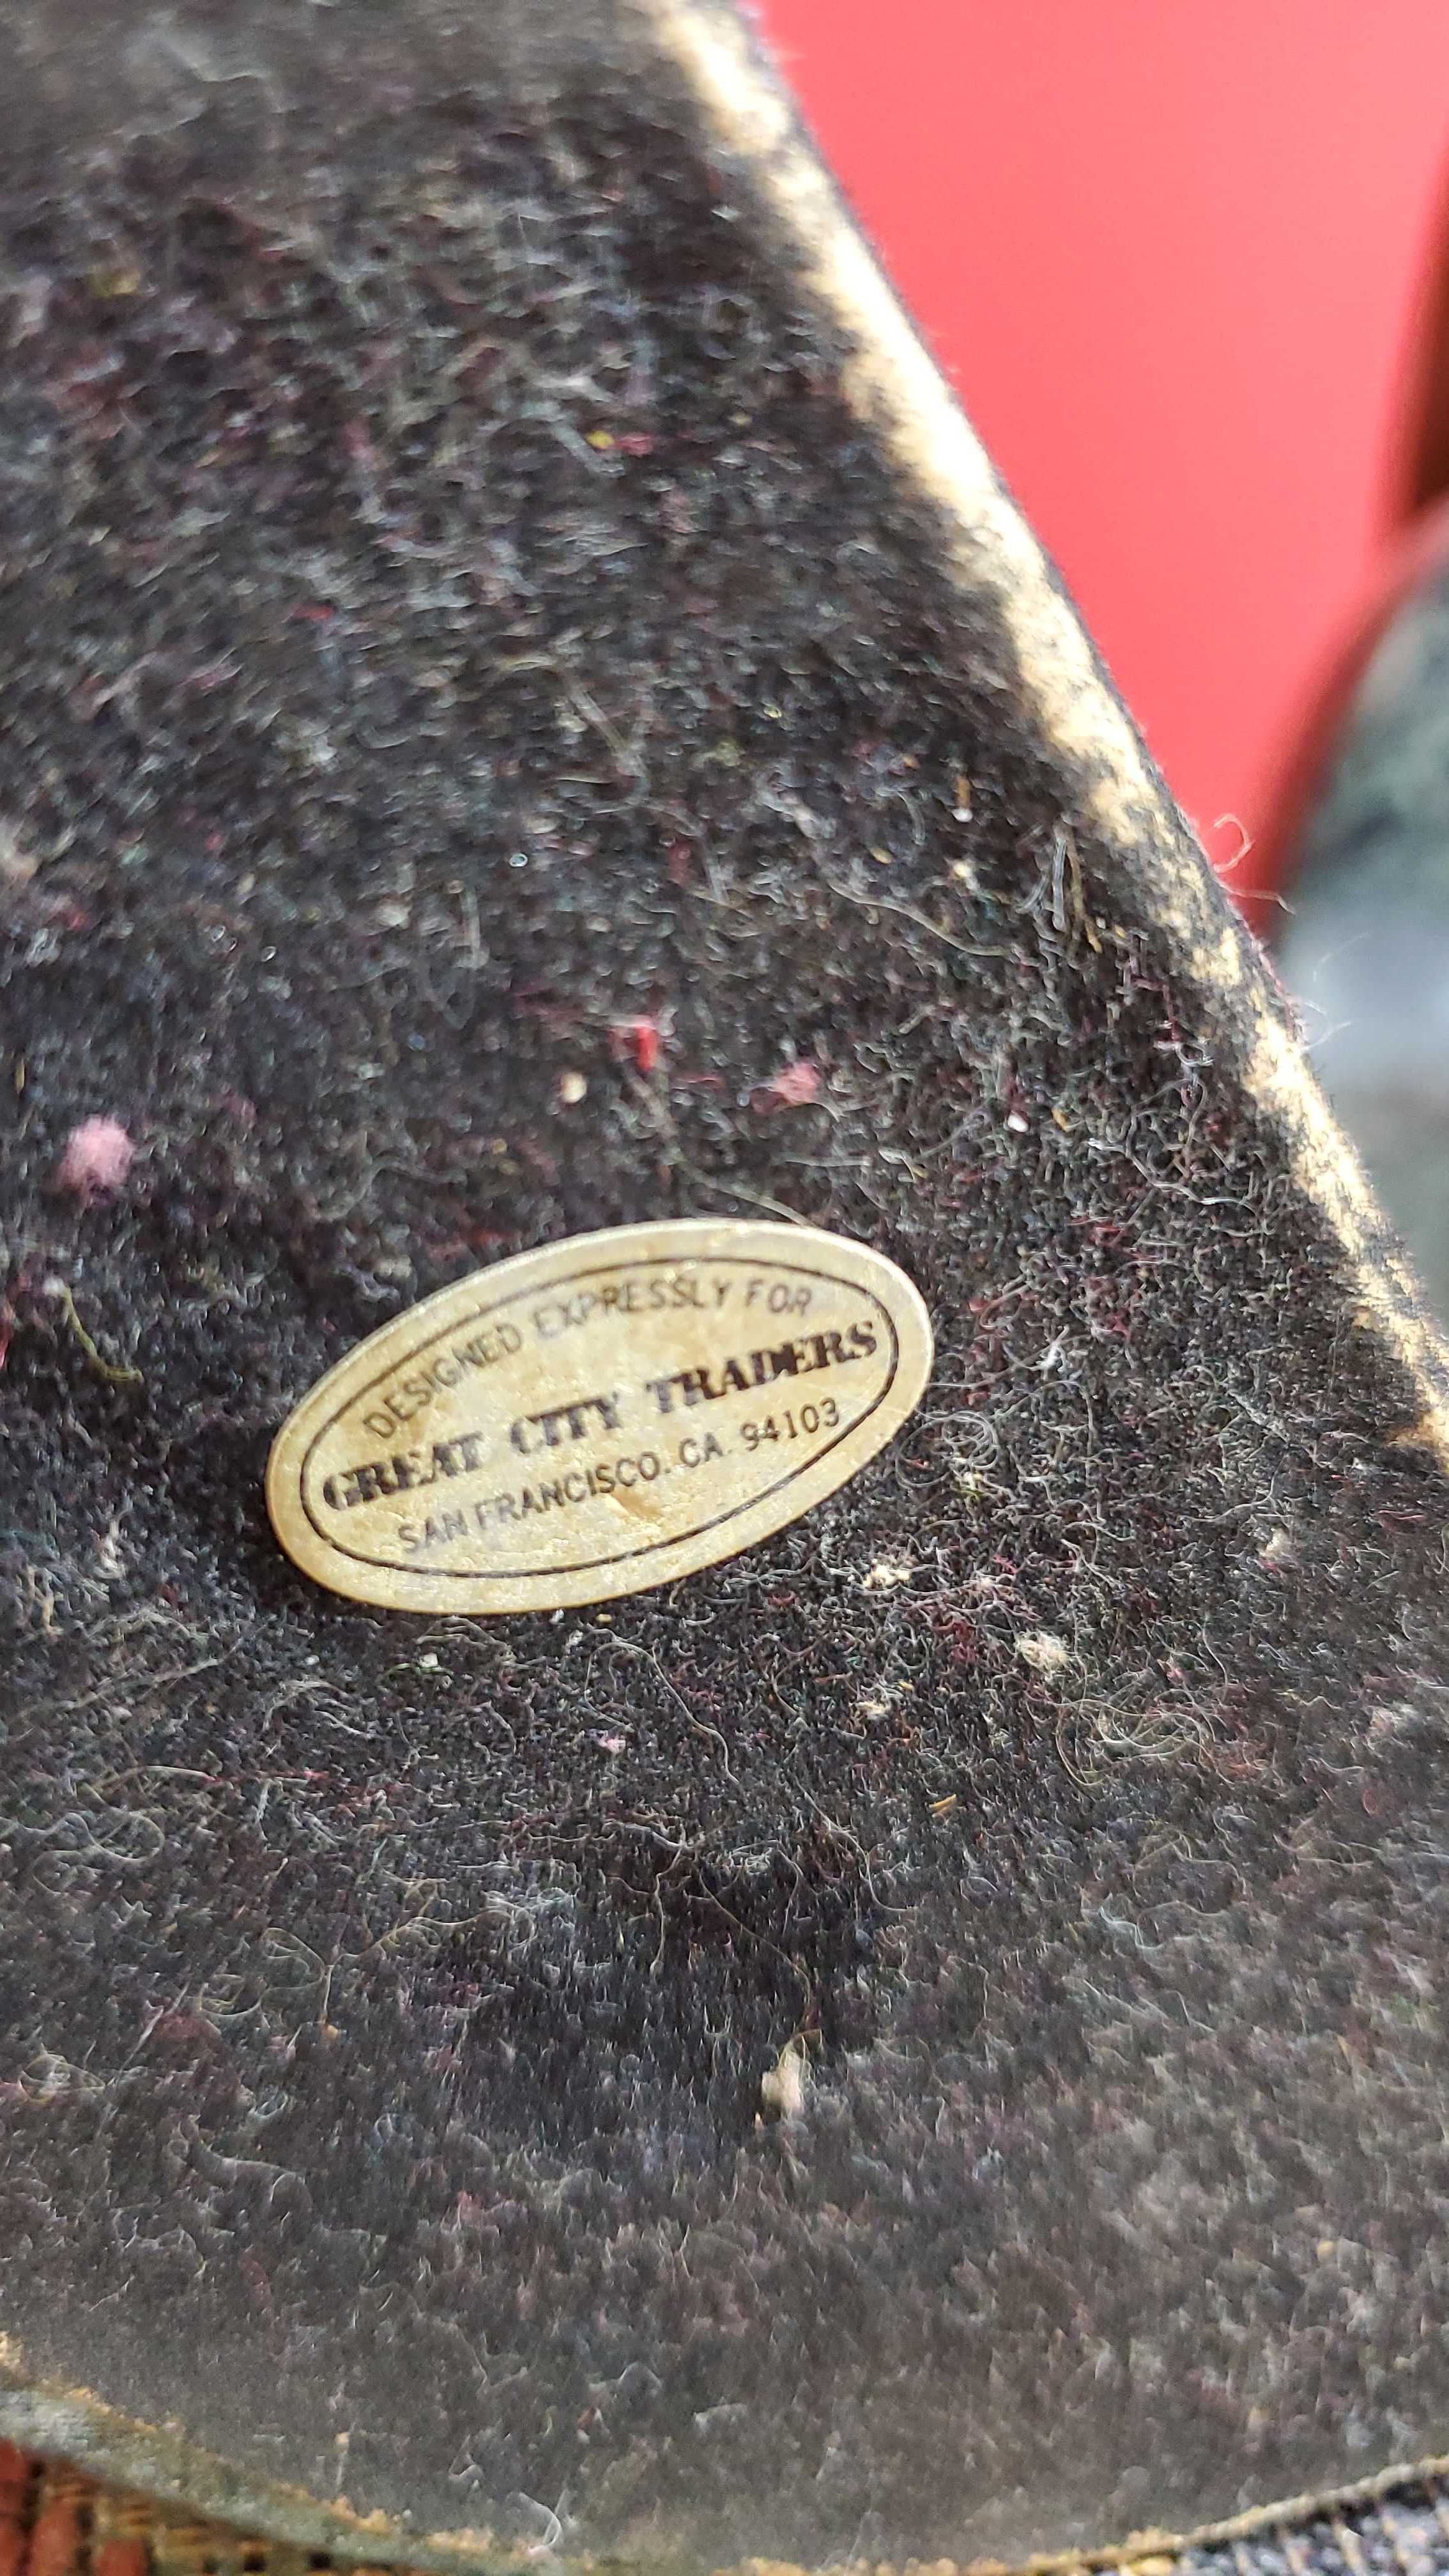 DESIGNED EXPRESSLY FOR
GREAT CITY TRADERS
SAN FRANCISCO. CA. 94103